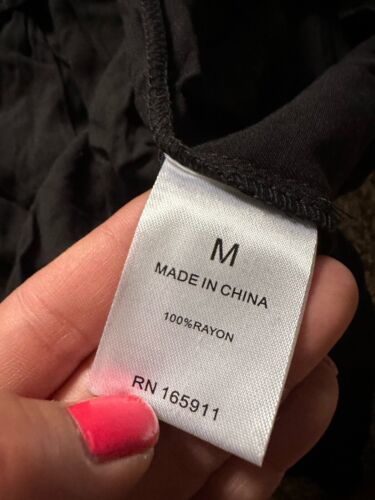 M
MADE IN CHINA
100%RAYON
RN 165911